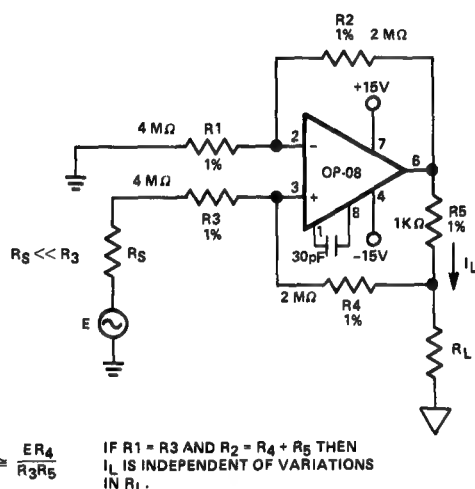 R2
1% 2 MΩ
+15V
4 MΩ
R1
1%
2
−
7
OP-08
6
4 MΩ
R3
1%
3
+
4
1
8
30pF
−15V
R5
1%
1KΩ
IL
RS << R3
RS
2 MΩ
R4
1%
E
RL
≅ ER4
R3R5
IF R1 = R3 AND R2 = R4 + R5 THEN
IL IS INDEPENDENT OF VARIATIONS
IN RL.